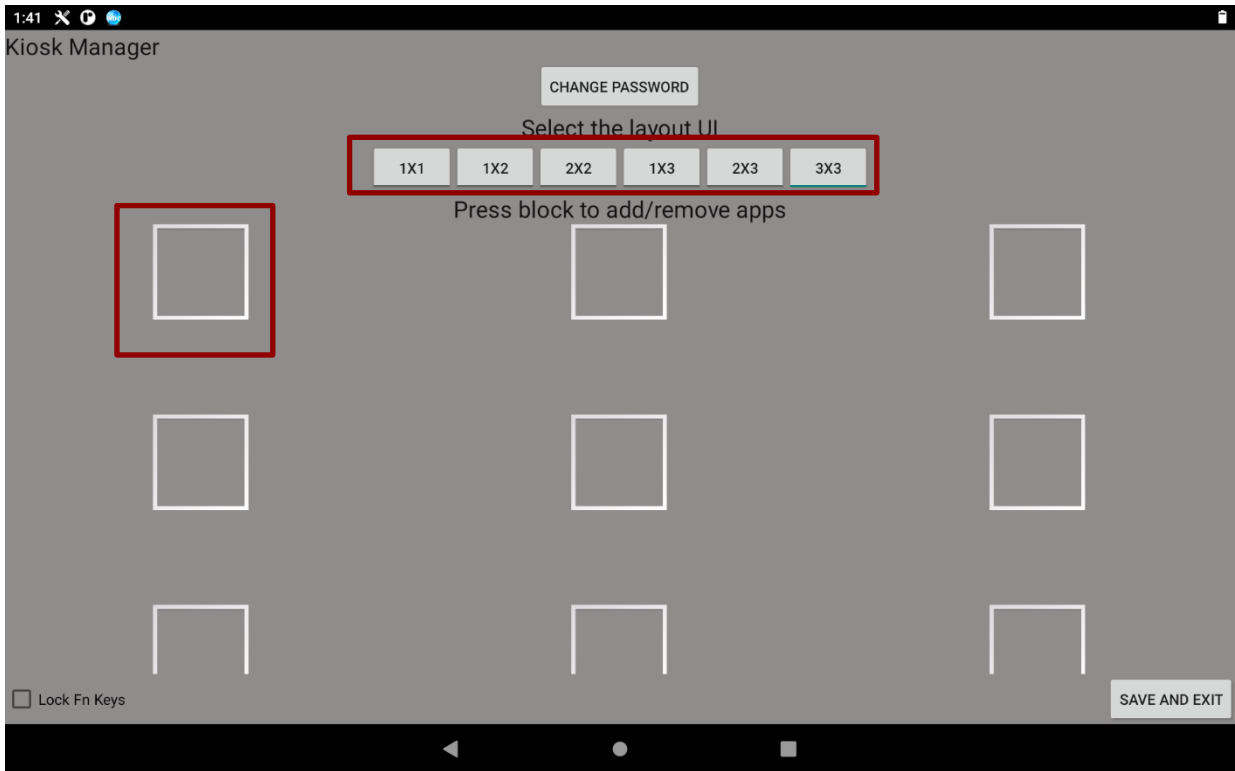 1:41
Kiosk Manager
CHANGE PASSWORD
Select the layout UI
1X1 1X2 2X2 1X3 2X3 3X3
Press block to add/remove apps
Lock Fn Keys
SAVE AND EXIT